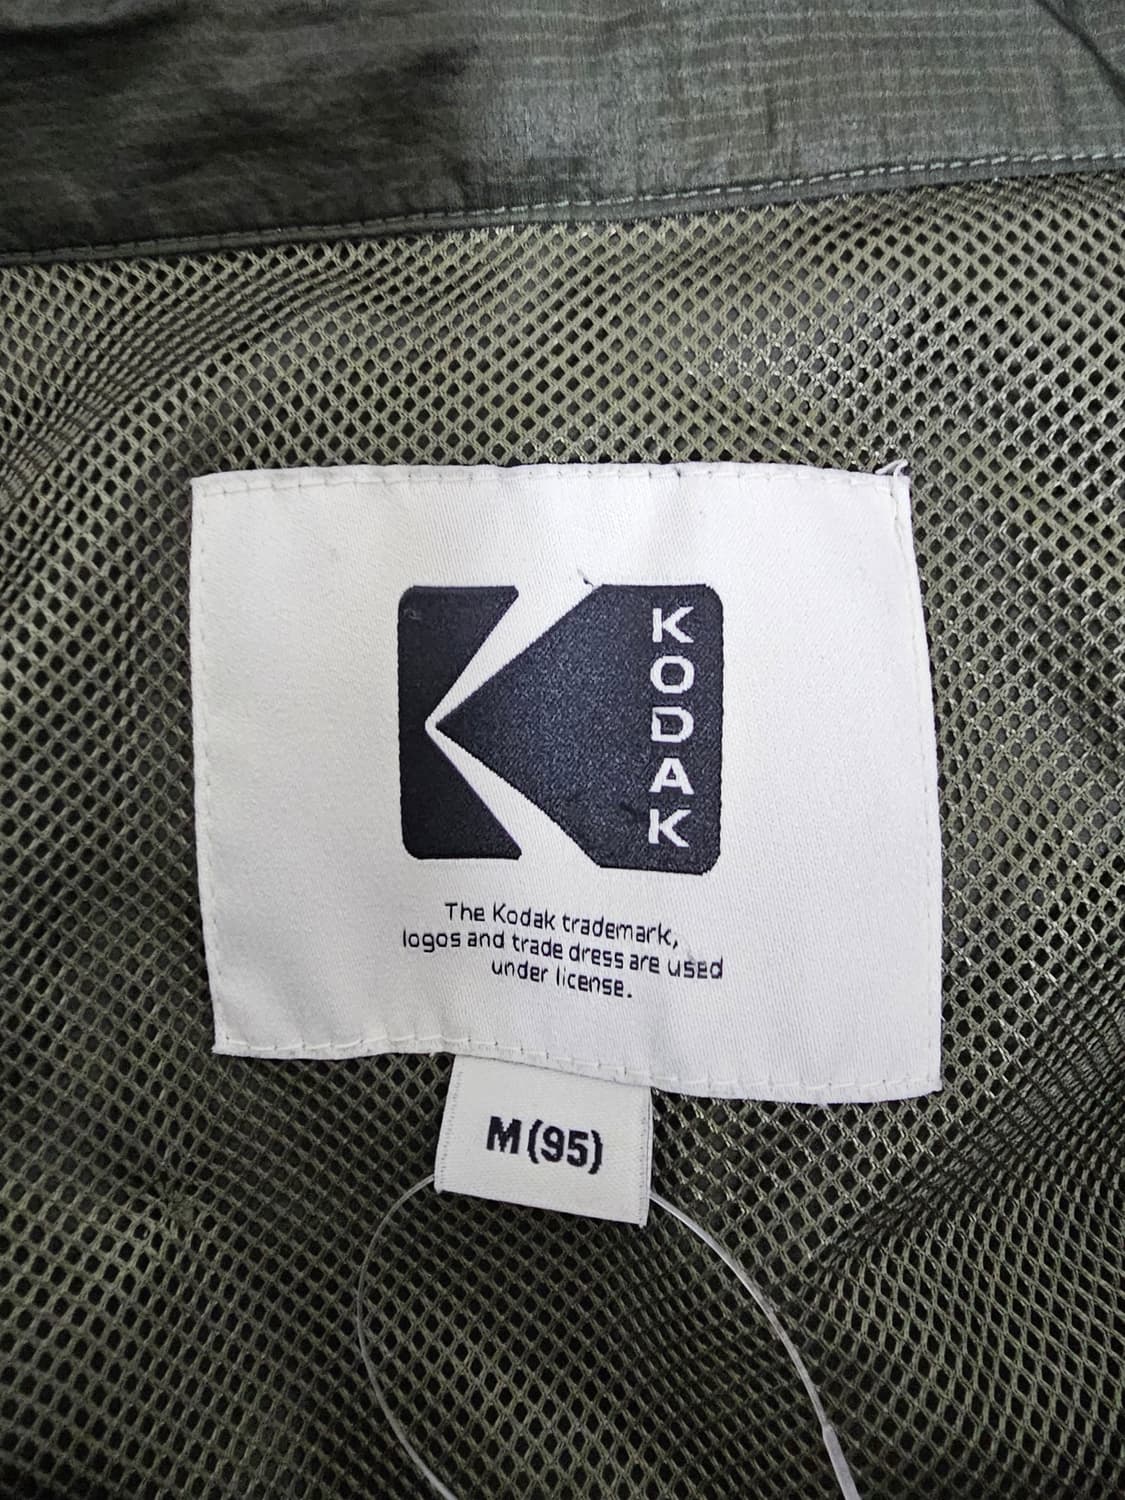 KODAK
The Kodak trademark,
logos and trade dress are used
under license.
M(95)